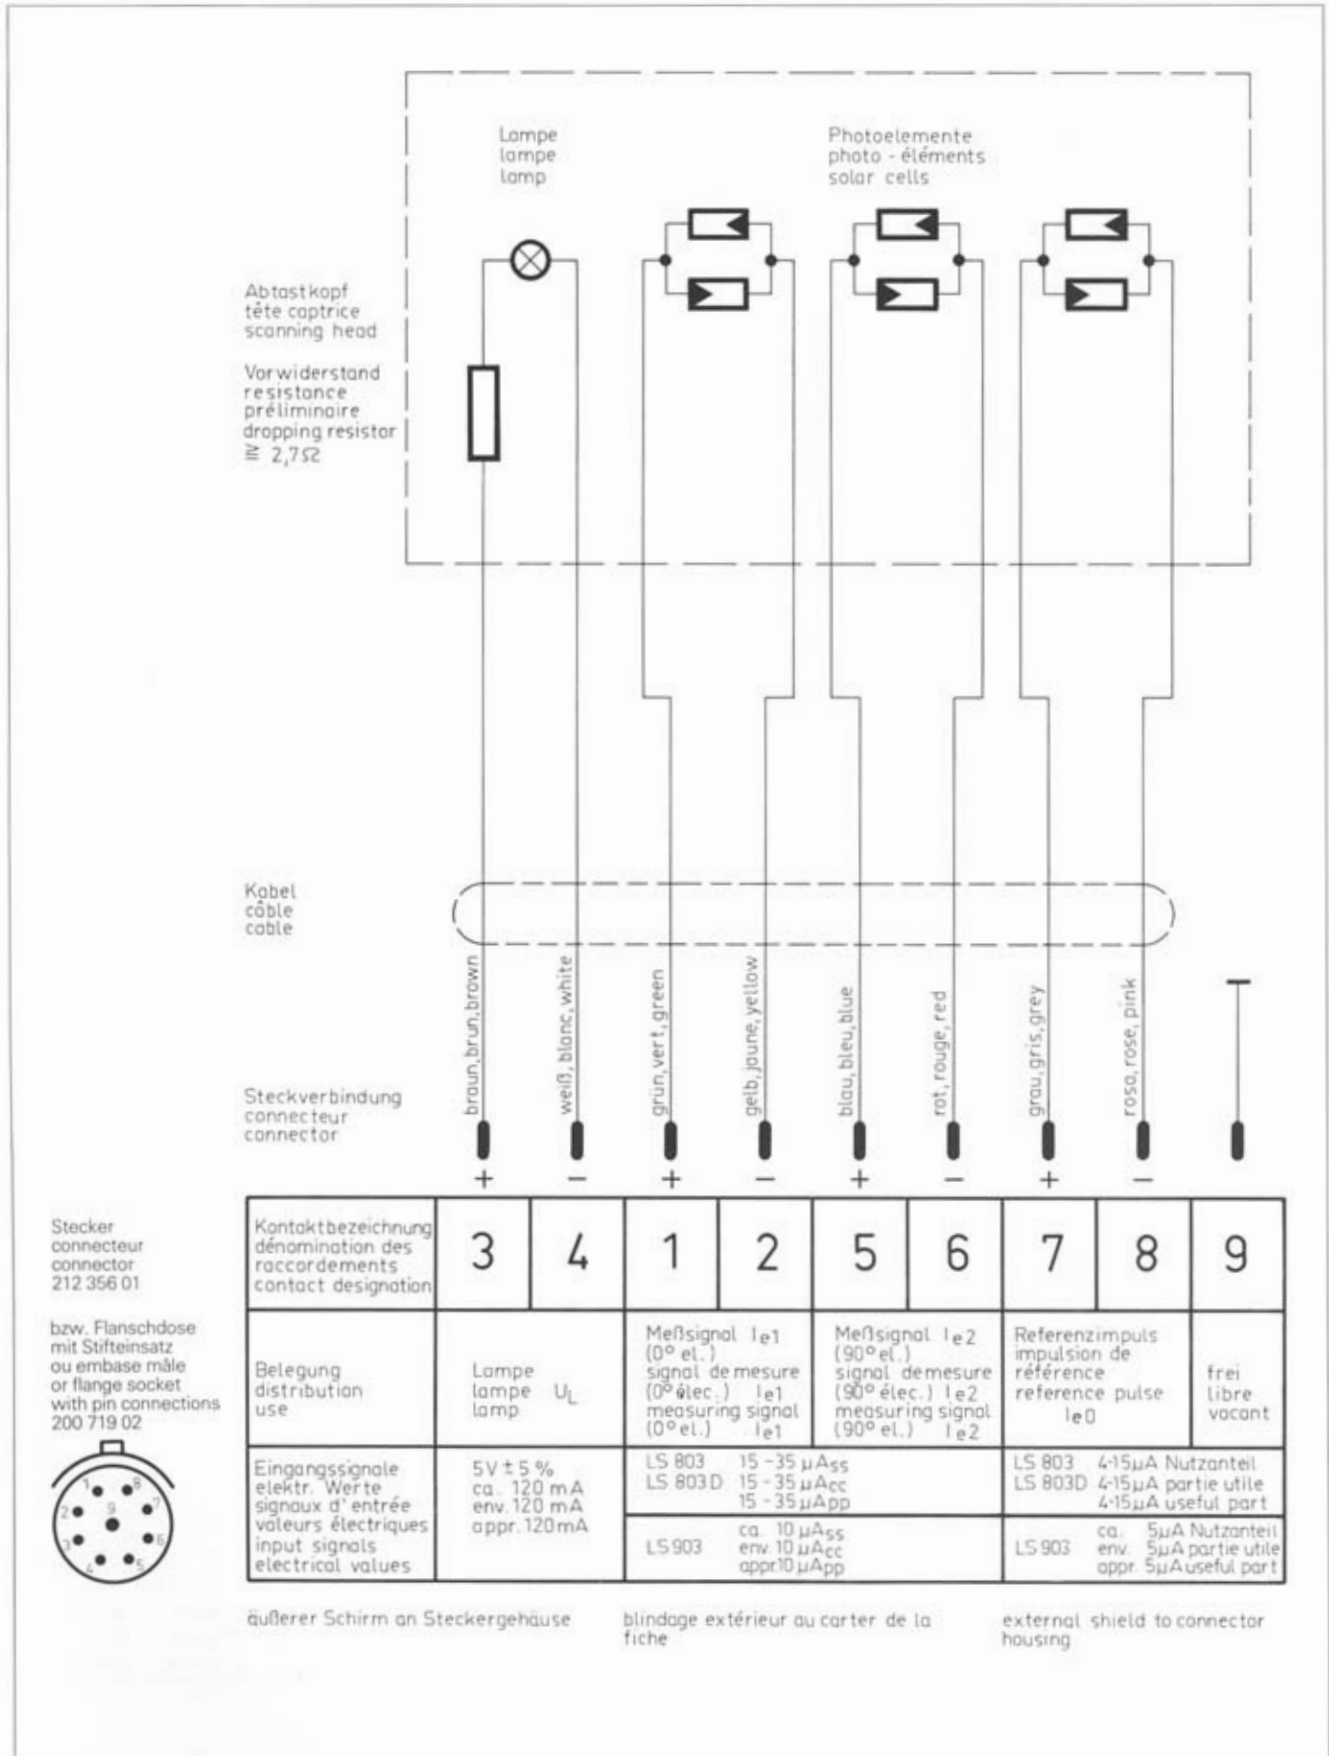 Lampe
lampe
lamp
Photoelemente
photo - éléments
solar cells
Abtastkopf
tête captrice
scanning head
Vorwiderstand
resistance
préliminaire
dropping resistor
≧ 2,7Ω
Kabel
câble
cable
braun,brun,brown
weiß,blanc,white
grün,vert,green
gelb,jaune,yellow
blau,bleu,blue
rot,rouge,red
grau,gris,grey
rosa,rose,pink
Steckverbindung
connecteur
connector
+ − + − + − + −
Stecker
connecteur
connector
212 356 01
bzw. Flanschdose
mit Stifteinsatz
ou embase mâle
or flange socket
with pin connections
200 719 02
1
2
3
4
5
6
7
8
9
Kontaktbezeichnung
dénomination des
raccordements
contact designation
3 4 1 2 5 6 7 8 9
Belegung
distribution
use
Lampe
lampe UL
lamp
Meßsignal Ie1
(0° el.)
signal de mesure
(0° élec.) Ie1
measuring signal
(0° el.) Ie1
Meßsignal Ie2
(90° el.)
signal de mesure
(90° élec.) Ie2
measuring signal
(90° el.) Ie2
Referenzimpuls
impulsion de
référence
reference pulse
Ie0
frei
libre
vacant
Eingangssignale
elektr. Werte
signaux d'entrée
valeurs électriques
input signals
electrical values
5V ± 5 %
ca. 120 mA
env. 120 mA
appr. 120 mA
LS 803 15 - 35 µAss
LS 803D 15 - 35 µAcc
15 - 35 µApp
LS 803 4-15µA Nutzanteil
LS 803D 4-15µA partie utile
4-15µA useful part
ca. 10 µAss
LS 903 env. 10 µAcc
appr. 10 µApp
ca. 5µA Nutzanteil
LS 903 env. 5µA partie utile
appr. 5µA useful part
äußerer Schirm an Steckergehäuse
blindage extérieur au carter de la
fiche
external shield to connector
housing